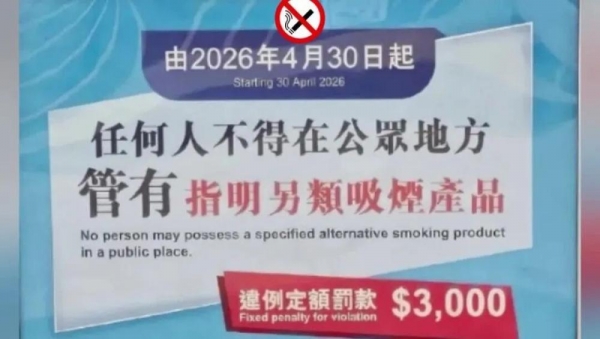 由2026年4月30日起
Starting 30 April 2026
任何人不得在公眾地方
管有指明另類吸煙產品
No person may possess a specified alternative smoking product
in a public place.
違例定額罰款 $3,000
Fixed penalty for violation